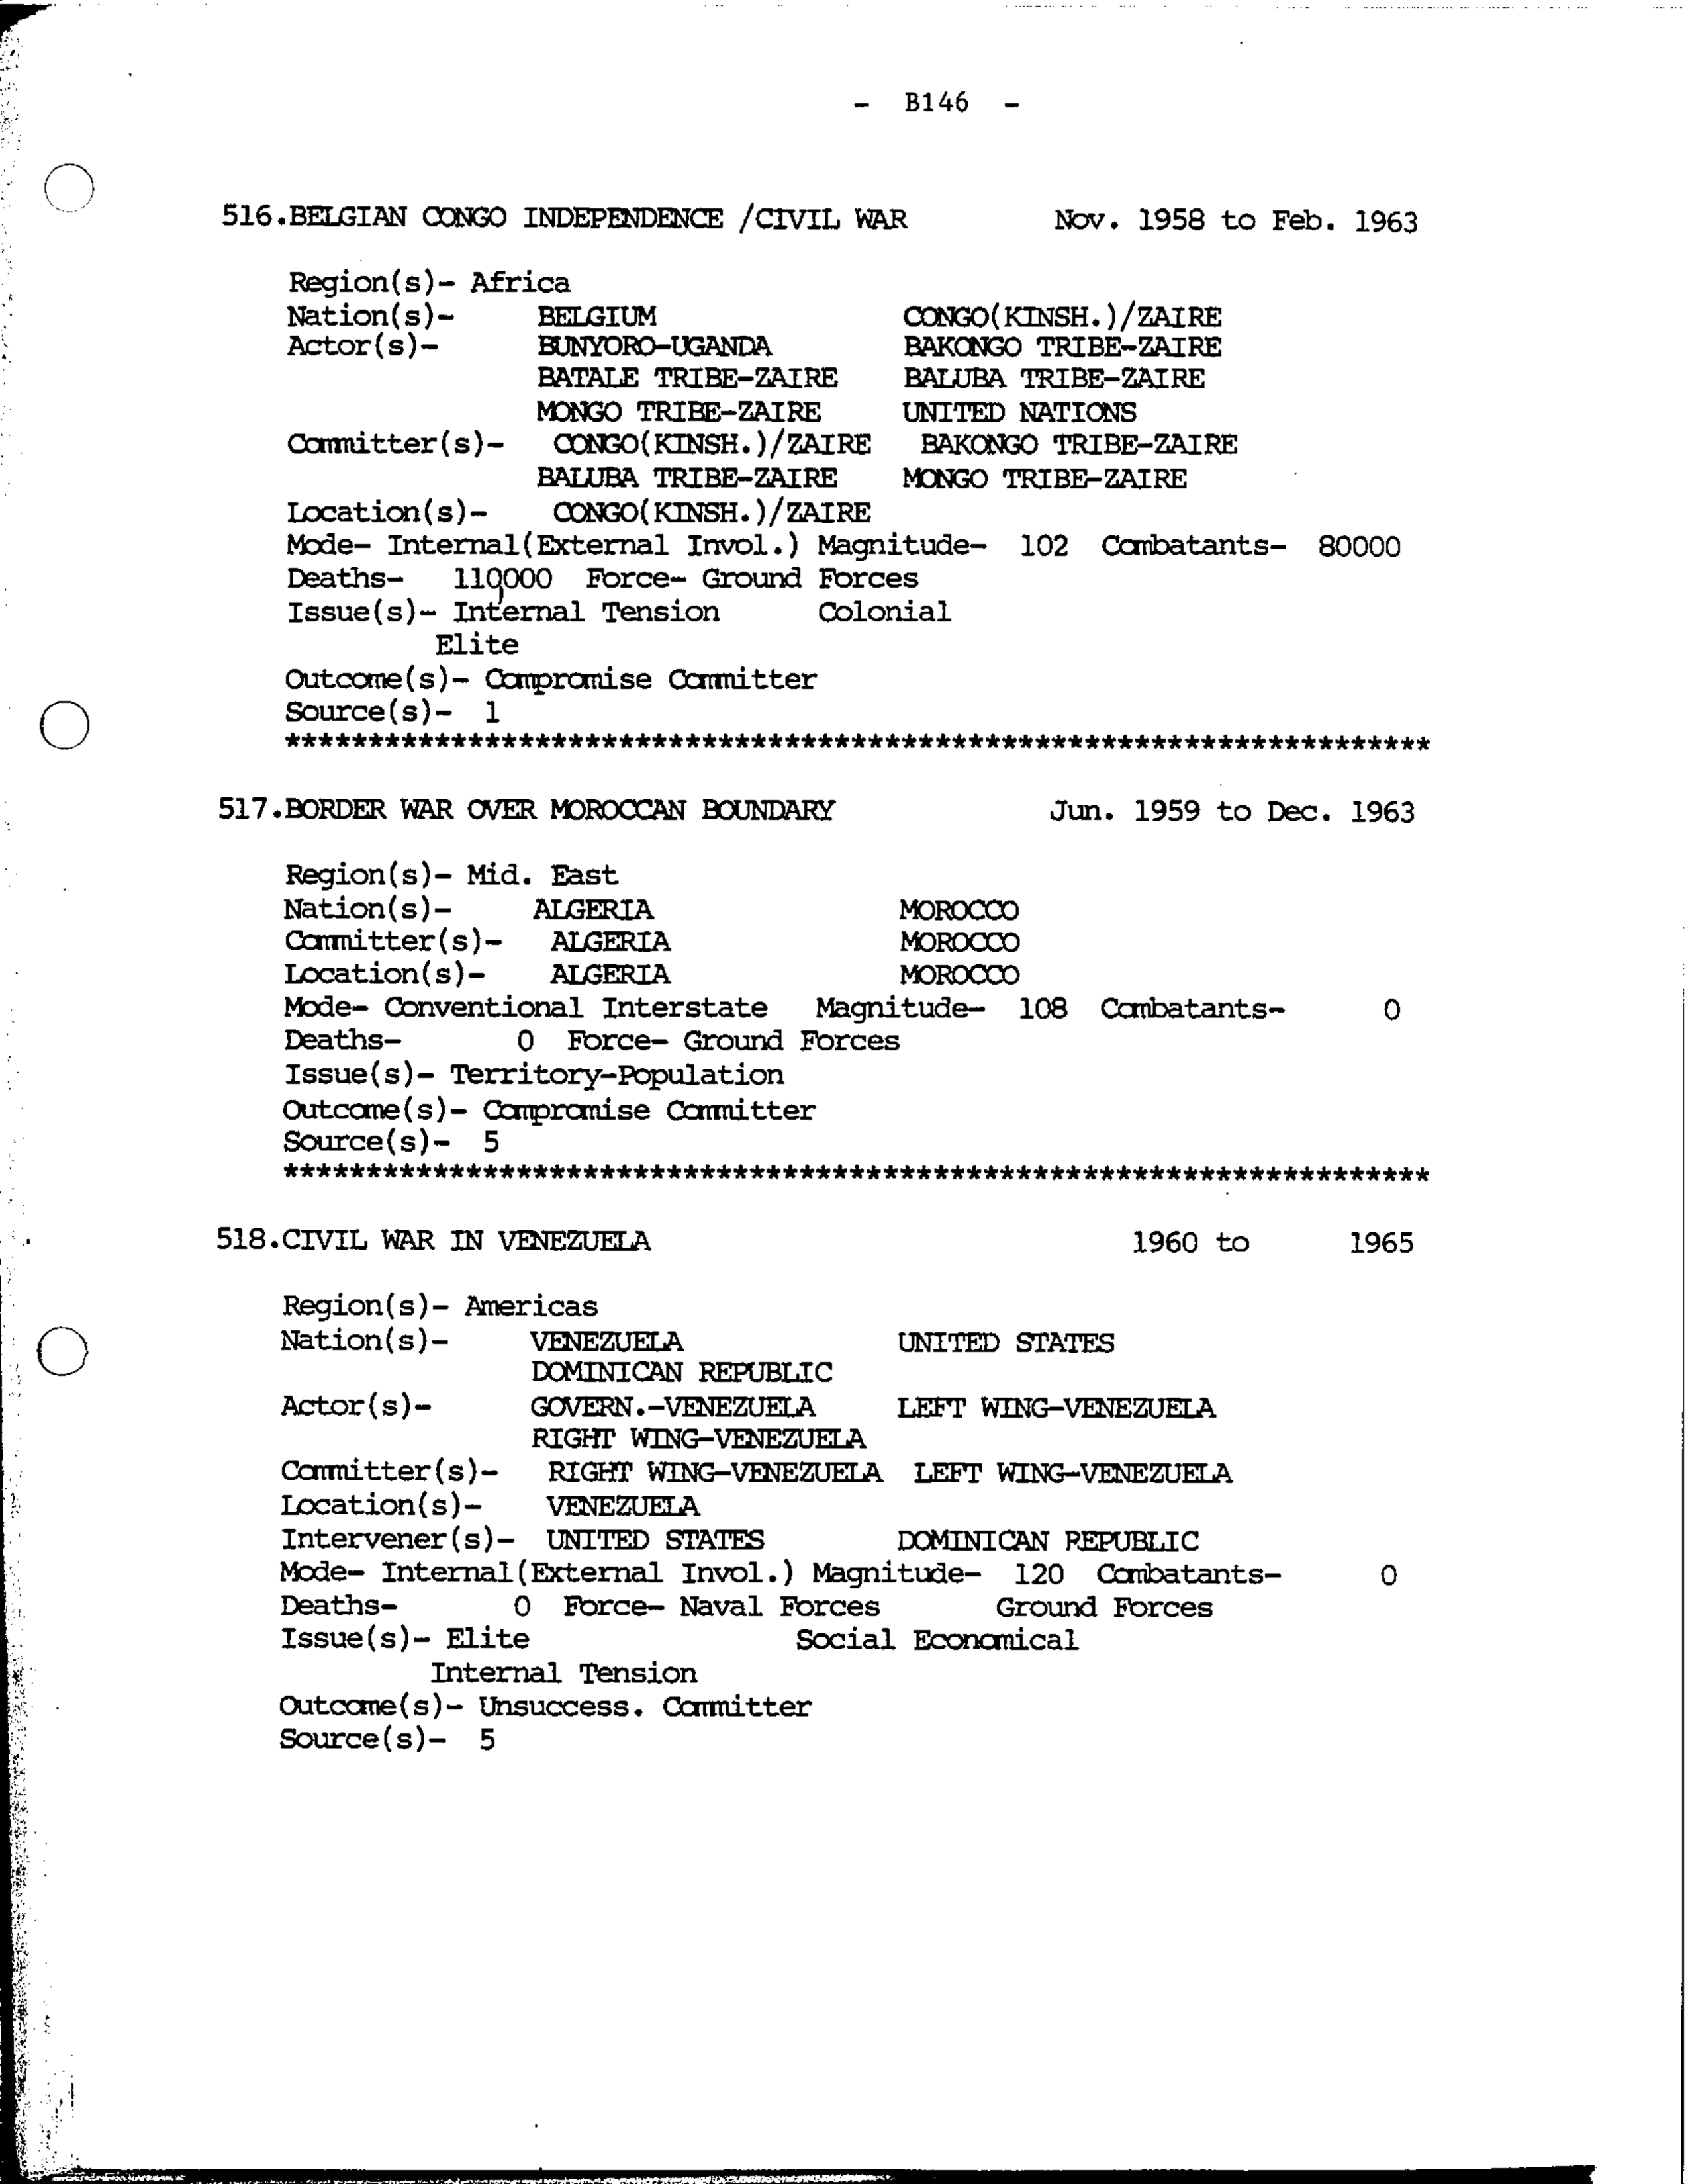 - B146 -
516.BELGIAN CONGO INDEPENDENCE /CIVIL WAR Nov. 1958 to Feb. 1963
Region(s)- Africa
Nation(s)- BELGIUM CONGO(KINSH.)/ZAIRE
Actor(s)- BUNYORO-UGANDA BAKONGO TRIBE-ZAIRE
BATALE TRIBE-ZAIRE BALUBA TRIBE-ZAIRE
MONGO TRIBE-ZAIRE UNITED NATIONS
Committer(s)- CONGO(KINSH.)/ZAIRE BAKONGO TRIBE-ZAIRE
BALUBA TRIBE-ZAIRE MONGO TRIBE-ZAIRE
Location(s)- CONGO(KINSH.)/ZAIRE
Mode- Internal(External Invol.) Magnitude- 102 Combatants- 80000
Deaths- 110000 Force- Ground Forces
Issue(s)- Internal Tension Colonial
Elite
Outcome(s)- Compromise Committer
Source(s)- 1
*********************************************************************
517.BORDER WAR OVER MOROCCAN BOUNDARY Jun. 1959 to Dec. 1963
Region(s)- Mid. East
Nation(s)- ALGERIA MOROCCO
Committer(s)- ALGERIA MOROCCO
Location(s)- ALGERIA MOROCCO
Mode- Conventional Interstate Magnitude- 108 Combatants- 0
Deaths- 0 Force- Ground Forces
Issue(s)- Territory-Population
Outcome(s)- Compromise Committer
Source(s)- 5
*********************************************************************
518.CIVIL WAR IN VENEZUELA 1960 to 1965
Region(s)- Americas
Nation(s)- VENEZUELA UNITED STATES
DOMINICAN REPUBLIC
Actor(s)- GOVERN.-VENEZUELA LEFT WING-VENEZUELA
RIGHT WING-VENEZUELA
Committer(s)- RIGHT WING-VENEZUELA LEFT WING-VENEZUELA
Location(s)- VENEZUELA
Intervener(s)- UNITED STATES DOMINICAN REPUBLIC
Mode- Internal(External Invol.) Magnitude- 120 Combatants- 0
Deaths- 0 Force- Naval Forces Ground Forces
Issue(s)- Elite Social Economical
Internal Tension
Outcome(s)- Unsuccess. Committer
Source(s)- 5